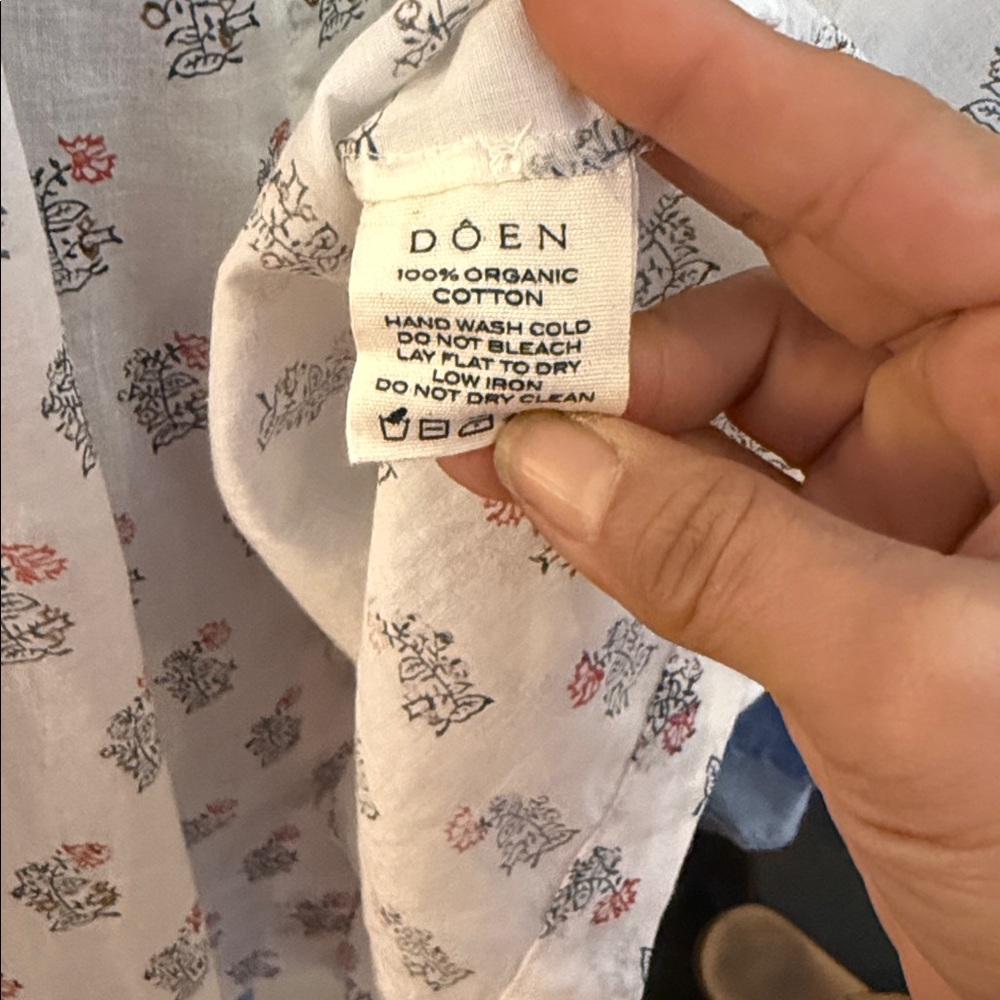 DÔEN
100% ORGANIC
COTTON
HAND WASH COLD
DO NOT BLEACH
LAY FLAT TO DRY
LOW IRON
DO NOT DRY CLEAN